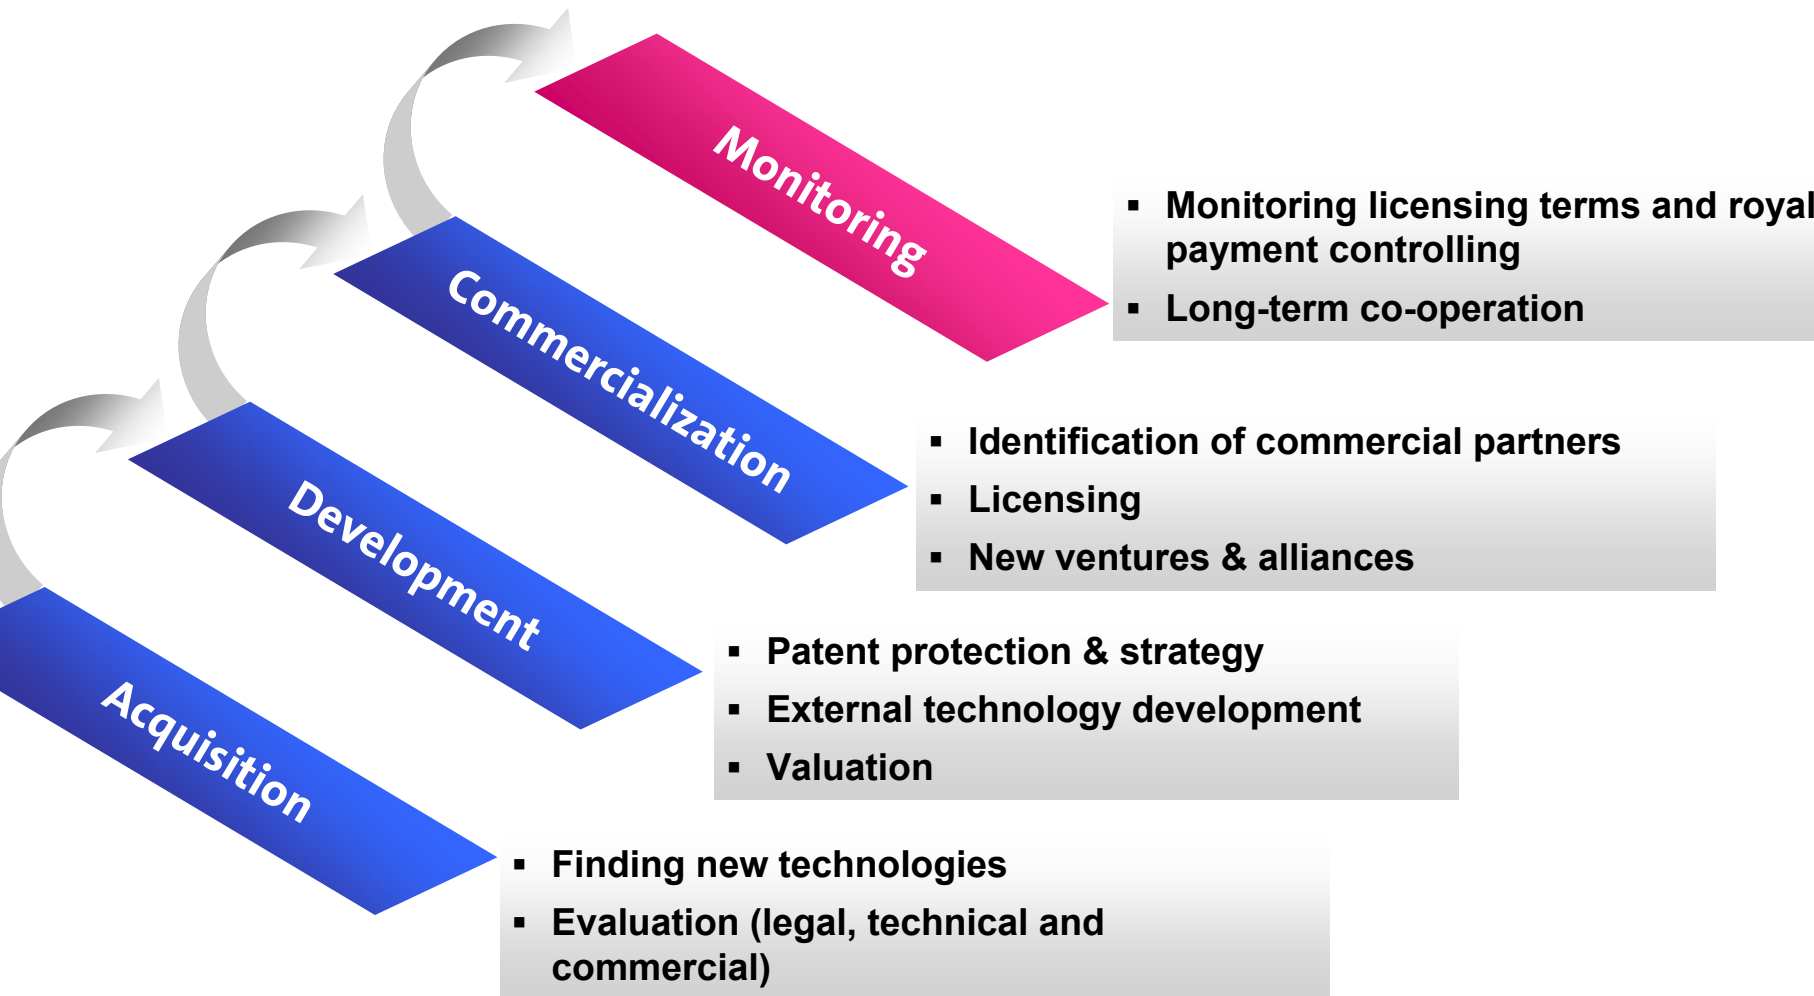 Monitoring
▪ Monitoring licensing terms and royal
payment controlling
▪ Long-term co-operation
Commercialization
▪ Identification of commercial partners
▪ Licensing
▪ New ventures & alliances
Development
▪ Patent protection & strategy
▪ External technology development
▪ Valuation
Acquisition
▪ Finding new technologies
▪ Evaluation (legal, technical and
commercial)